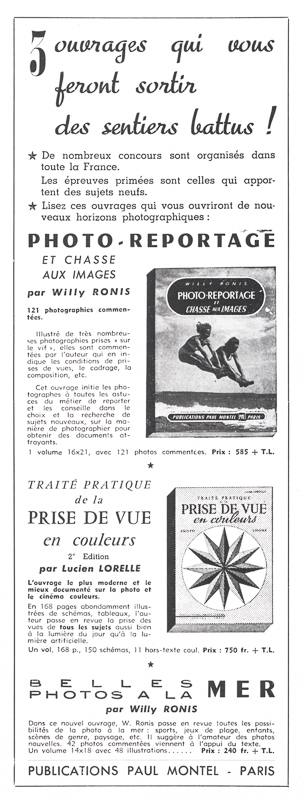 3 ouvrages qui vous
feront sortir
des sentiers battus !
★ De nombreux concours sont organisés dans
toute la France.
Les épreuves primées sont celles qui appor-
tent des sujets neufs.
★ Lisez ces ouvrages qui vous ouvriront de nou-
veaux horizons photographiques :
PHOTO-REPORTAGE
ET CHASSE
AUX IMAGES
par Willy RONIS
121 photographies commen-
tées.
Illustré de très nombreu-
ses photographies prises « sur
le vif », elles sont commen-
tées par l'auteur qui en in-
dique les conditions de pri-
ses de vues, le cadrage, la
composition, etc.
Cet ouvrage initie les pho-
tographes à toutes les astu-
ces du métier de reporter
et les conseille dans le
choix et la recherche de
sujets nouveaux, sur la ma-
nière de photographier pour
obtenir des documents at-
trayants.
WILLY RONIS
PHOTO-REPORTAGE
et
CHASSE AUX IMAGES
PUBLICATIONS PAUL MONTEL PM PARIS
1 volume 16x21, avec 121 photos commentées. Prix : 585 + T.L.
★
TRAITÉ PRATIQUE
de la
PRISE DE VUE
en couleurs
2e Edition
par Lucien LORELLE
L'ouvrage le plus moderne et le
mieux documenté sur la photo et
le cinéma couleurs.
En 168 pages abondamment illus-
trées de schémas, tableaux, l'au-
teur passe en revue la prise des
vues de tous les sujets aussi bien
à la lumière du jour qu'à la lu-
mière artificielle.
TRAITÉ PRATIQUE
de la
PRISE DE VUE
en couleurs
Un vol. 168 p., 150 schémas, 11 hors-texte coul. Prix : 750 fr. + T.L.
★
BELLES
PHOTOS A LA MER
par Willy RONIS
Dans ce nouvel ouvrage, W. Ronis passe en revue toutes les possi-
bilités de la photo à la mer : sports, jeux de plage, enfants,
scènes de genre, paysage, etc. Il suggère à l'amateur des photos
nouvelles. 42 photos commentées viennent à l'appui du texte.
Un volume 14x18 avec 48 illustrations...... Prix : 240 fr. + T.L.
PUBLICATIONS PAUL MONTEL - PARIS